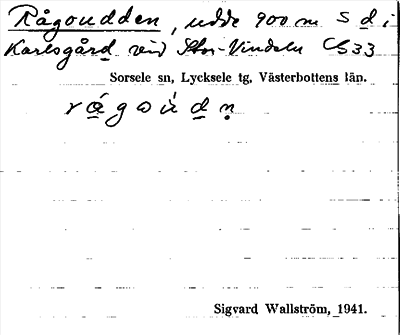 Rågoudden, udde 900 m S d i
Karlsgård vid Stor-Vindeln C533
Sorsele sn, Lycksele tg, Västerbottens län.
Sigvard Wallström, 1941.